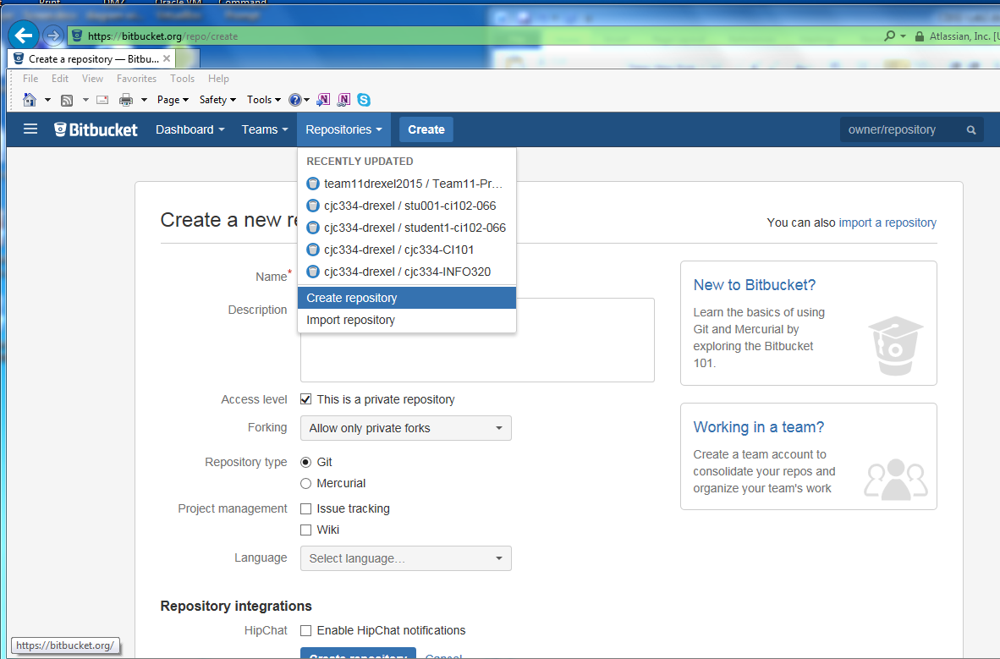 Print DMZ Oracle VM Command
https://bitbucket.org/repo/create
Atlassian, Inc. [U
Create a repository — Bitbu...
File Edit View Favorites Tools Help
Page Safety Tools
Bitbucket Dashboard Teams Repositories Create owner/repository
RECENTLY UPDATED
team11drexel2015 / Team11-Pr…
cjc334-drexel / stu001-ci102-066
cjc334-drexel / student1-ci102-066
cjc334-drexel / cjc334-CI101
cjc334-drexel / cjc334-INFO320
Create repository
Import repository
Create a new re
You can also import a repository
Name*
Description
Access level This is a private repository
Forking Allow only private forks
Repository type Git
Mercurial
Project management Issue tracking
Wiki
Language Select language…
Repository integrations
HipChat Enable HipChat notifications
Create repository Cancel
New to Bitbucket?
Learn the basics of using
Git and Mercurial by
exploring the Bitbucket
101.
Working in a team?
Create a team account to
consolidate your repos and
organize your team's work
https://bitbucket.org/